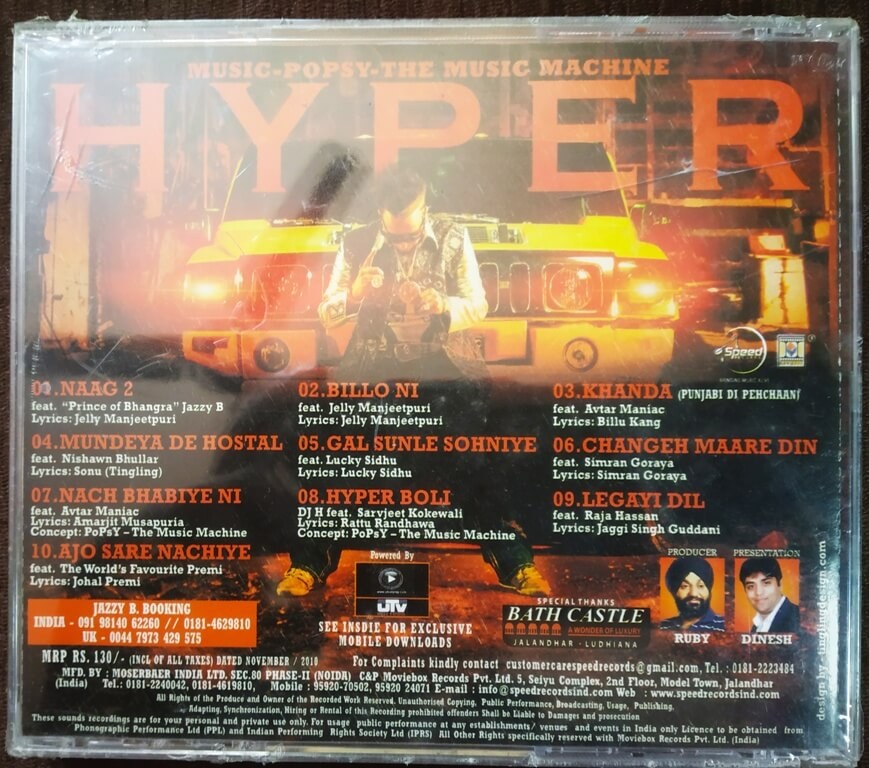 MUSIC-POPSY-THE MUSIC MACHINE
HYPER
Speed
01.NAAG 2
feat. "Prince of Bhangra" Jazzy B
Lyrics: Jelly Manjeetpuri
02.BILLO NI
feat. Jelly Manjeetpuri
Lyrics: Jelly Manjeetpuri
03.KHANDA (PUNJABI DI PEHCHAAN)
feat. Avtar Maniac
Lyrics: Billu Kang
04.MUNDEYA DE HOSTAL
feat. Nishawn Bhullar
Lyrics: Sonu (Tingling)
05.GAL SUNLE SOHNIYE
feat. Lucky Sidhu
Lyrics: Lucky Sidhu
06.CHANGEH MAARE DIN
feat. Simran Goraya
Lyrics: Simran Goraya
07.NACH BHABIYE NI
feat. Avtar Maniac
Lyrics: Amarjit Musapuria
Concept: PoPsY – The Music Machine
08.HYPER BOLI
DJ H feat. Sarvjeet Kokewali
Lyrics: Rattu Randhawa
Concept: PoPsY – The Music Machine
09.LEGAYI DIL
feat. Raja Hassan
Lyrics: Jaggi Singh Guddani
10.AJO SARE NACHIYE
feat. The World's Favourite Premi
Lyrics: Johal Premi
JAZZY B. BOOKING
INDIA - 091 98140 62260 // 0181-4629810
UK - 0044 7973 429 575
Powered By
UTV
SEE INSDIE FOR EXCLUSIVE
MOBILE DOWNLOADS
SPECIAL THANKS
BATH CASTLE
A WONDER OF LUXURY
JALANDHAR - LUDHIANA
PRODUCER
RUBY
PRESENTATION
DINESH
MRP RS. 130/- (INCL OF ALL TAXES) DATED NOVEMBER / 2010 For Complaints kindly contact customercarespeedrecords@gmail.com, Tel. : 0181-2223484
MFD. BY : MOSERBAER INDIA LTD. SEC.80 PHASE-II (NOIDA) C&P Moviebox Records Pvt. Ltd. 5, Seiyu Complex, 2nd Floor, Model Town, Jalandhar
(India) Tel.: 0181-2240042, 0181-4619810, Mobile : 95920-70502, 95920 24071 E-mail : info@speedrecordsind.com Web : www.speedrecordsind.com
All Rights of the Produce and Owner of the Recorded Work Reserved. Unauthorised Copying, Public Performance, Broadcasting, Usage, Publishing.
Adapting, Synchronization, Hiring or Rental of this Recording prohibited offenders Shall be Liable to Damages and prosecution
These sounds recordings are for your personal and private use only. For usage public performance at any establishments/ venues and events in India only Licence to be obtained from
Phonographic Performance Ltd (PPL) and Indian Performing Rights Society Ltd (IPRS) All Other Rights specifically reserved with Moviebox Records Pvt. Ltd. (India)
design by tinglingdesign.com